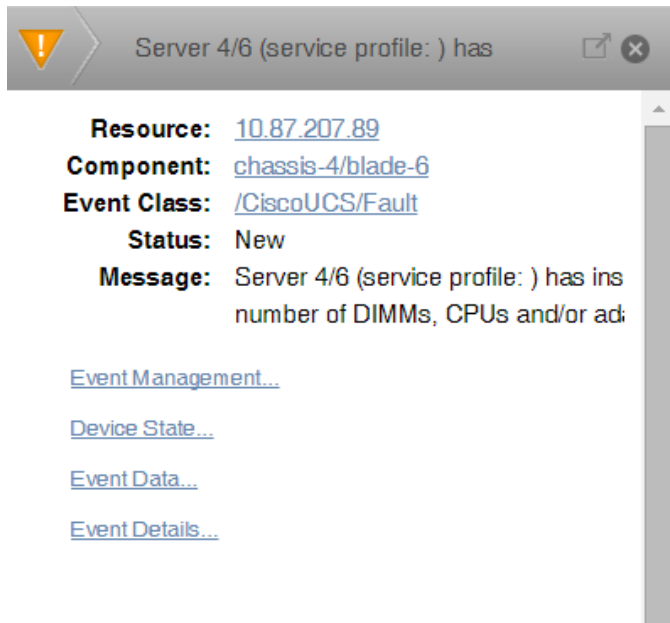 Server 4/6 (service profile: ) has
Resource: 10.87.207.89
Component: chassis-4/blade-6
Event Class: /CiscoUCS/Fault
Status: New
Message: Server 4/6 (service profile: ) has ins
number of DIMMs, CPUs and/or ada
Event Management...
Device State...
Event Data...
Event Details...